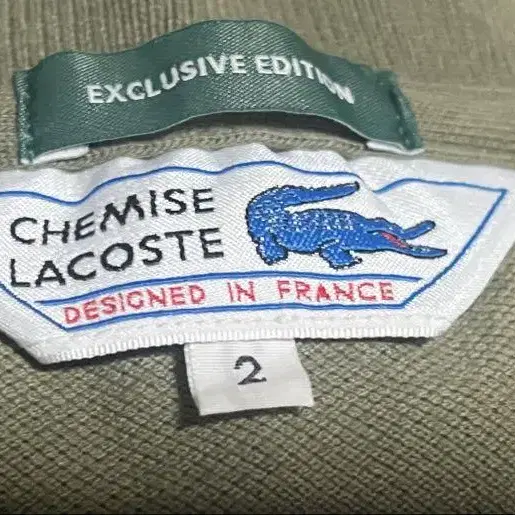 EXCLUSIVE EDITION
CHEMISE
LACOSTE
DESIGNED IN FRANCE
2